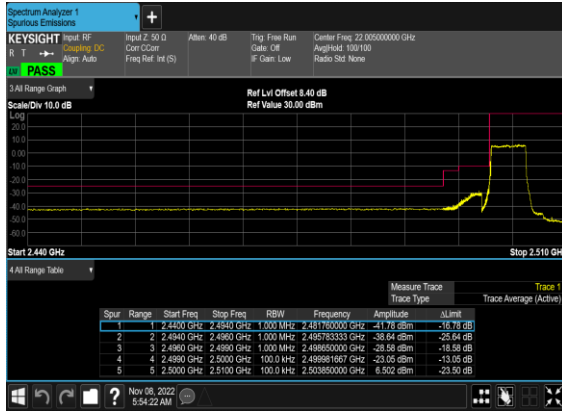 Spectrum Analyzer 1
Spurious Emissions
KEYSIGHT
R T
PASS
Input: RF
Coupling: DC
Align: Auto
Input Z: 50 Ω
Corr CCorr
Freq Ref: Int (S)
Atten: 40 dB
Trig: Free Run
Gate: Off
IF Gain: Low
Center Freq: 22.005000000 GHz
Avg|Hold: 100/100
Radio Std: None
3 All Range Graph
Scale/Div 10.0 dB
Ref Lvl Offset 8.40 dB
Ref Value 30.00 dBm
Log
20.0
10.0
0.00
-10.0
-20.0
-30.0
-40.0
-50.0
-60.0
Start 2.440 GHz
Stop 2.510 GH
4 All Range Table
Measure Trace Trace 1
Trace Type Trace Average (Active)
Spur Range Start Freq Stop Freq RBW Frequency Amplitude ΔLimit
1 1 2.4400 GHz 2.4940 GHz 1.000 MHz 2.481760000 GHz -41.78 dBm -16.78 dB
2 2 2.4940 GHz 2.4960 GHz 1.000 MHz 2.495783333 GHz -38.64 dBm -25.64 dB
3 3 2.4960 GHz 2.4990 GHz 1.000 MHz 2.498650000 GHz -28.58 dBm -18.58 dB
4 4 2.4990 GHz 2.5000 GHz 100.0 kHz 2.499981667 GHz -23.05 dBm -13.05 dB
5 5 2.5000 GHz 2.5100 GHz 100.0 kHz 2.503850000 GHz 6.502 dBm -23.50 dB
Nov 08, 2022
5:54:22 AM